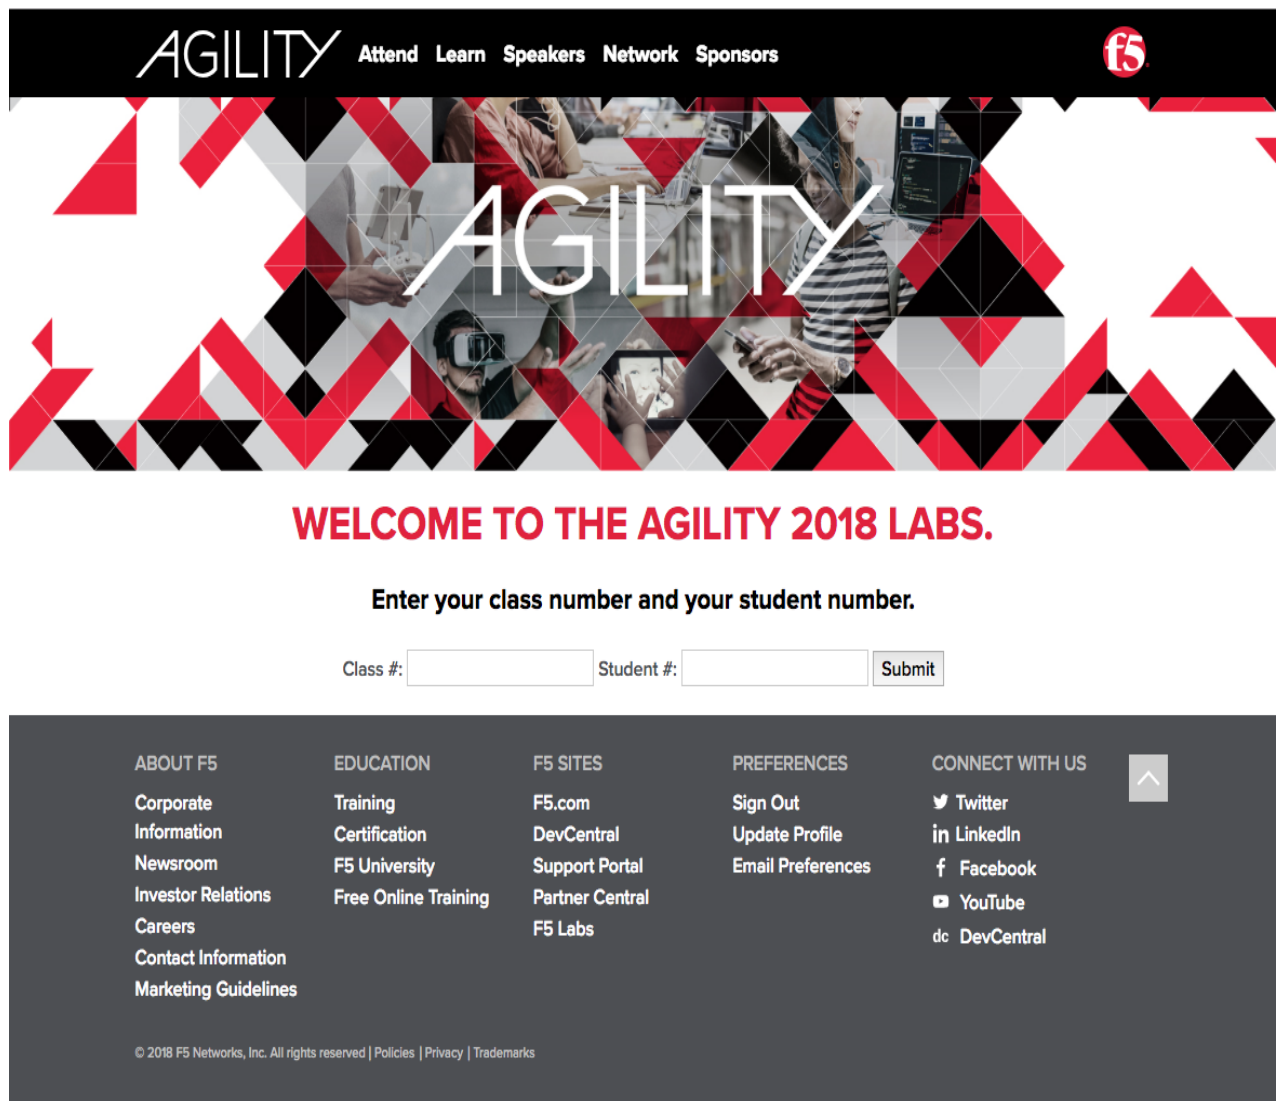 AGILITY Attend Learn Speakers Network Sponsors f5
AGILITY
WELCOME TO THE AGILITY 2018 LABS.
Enter your class number and your student number.
Class #: Student #: Submit
ABOUT F5
Corporate
Information
Newsroom
Investor Relations
Careers
Contact Information
Marketing Guidelines
EDUCATION
Training
Certification
F5 University
Free Online Training
F5 SITES
F5.com
DevCentral
Support Portal
Partner Central
F5 Labs
PREFERENCES
Sign Out
Update Profile
Email Preferences
CONNECT WITH US
Twitter
in LinkedIn
f Facebook
YouTube
dc DevCentral
© 2018 F5 Networks, Inc. All rights reserved | Policies | Privacy | Trademarks